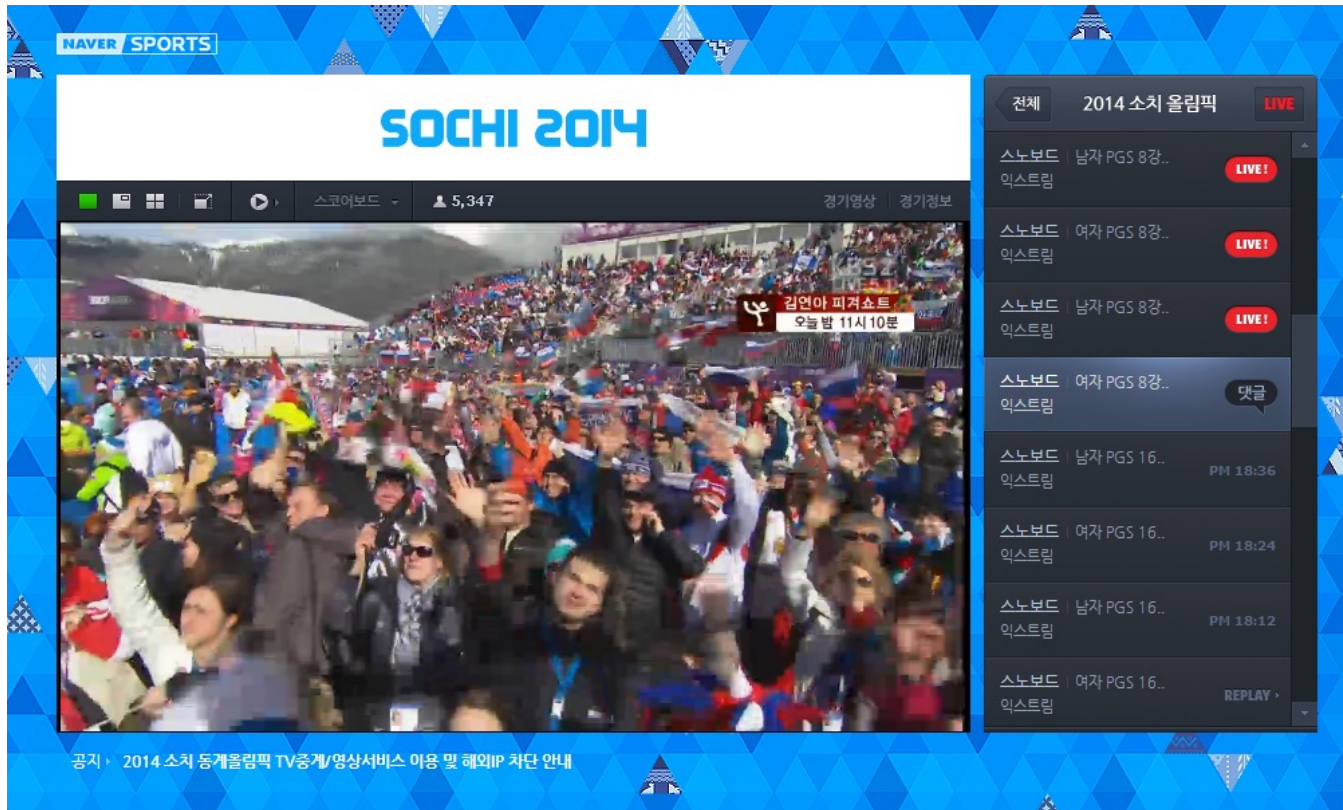 NAVER SPORTS
SOCHI 2014
스코어보드
5,347
경기영상
경기정보
KBS2
김연아 피겨쇼트
오늘 밤 11시 10분
전체
2014 소치 올림픽
LIVE
스노보드 남자 PGS 8강..
익스트림
LIVE!
스노보드 여자 PGS 8강..
익스트림
LIVE!
스노보드 남자 PGS 8강..
익스트림
LIVE!
스노보드 여자 PGS 8강..
익스트림
댓글
스노보드 남자 PGS 16..
익스트림
PM 18:36
스노보드 여자 PGS 16..
익스트림
PM 18:24
스노보드 남자 PGS 16..
익스트림
PM 18:12
스노보드 여자 PGS 16..
익스트림
REPLAY
공지 2014 소치 동계올림픽 TV중계/영상서비스 이용 및 해외IP 차단 안내